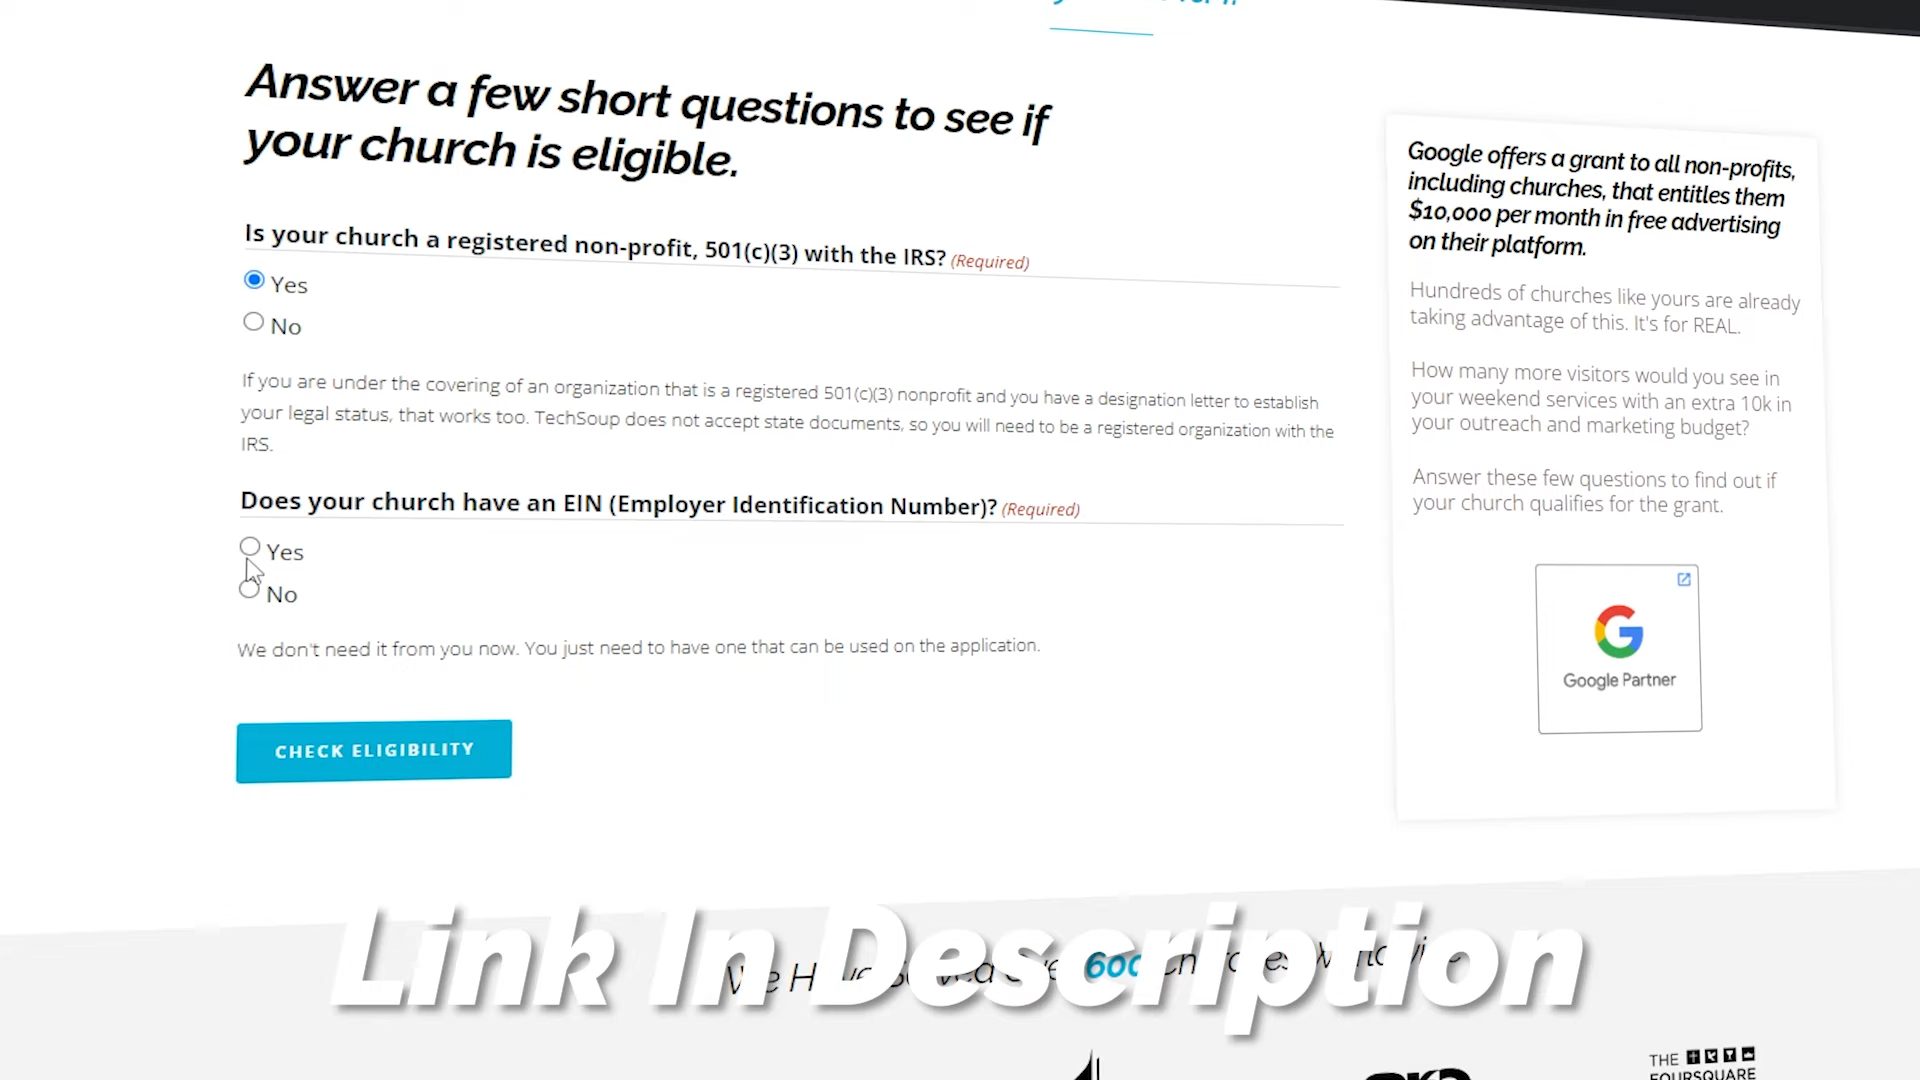 Answer a few short questions to see if
your church is eligible.
Is your church a registered non-profit, 501(c)(3) with the IRS? (Required)
Yes
No
If you are under the covering of an organization that is a registered 501(c)(3) nonprofit and you have a designation letter to establish
your legal status, that works too. TechSoup does not accept state documents, so you will need to be a registered organization with the
IRS.
Does your church have an EIN (Employer Identification Number)? (Required)
Yes
No
We don't need it from you now. You just need to have one that can be used on the application.
CHECK ELIGIBILITY
Google offers a grant to all non-profits,
including churches, that entitles them
$10,000 per month in free advertising
on their platform.
Hundreds of churches like yours are already
taking advantage of this. It's for REAL.
How many more visitors would you see in
your weekend services with an extra 10k in
your outreach and marketing budget?
Answer these few questions to find out if
your church qualifies for the grant.
G
Google Partner
We
600
Link In Description
THE
FOURSQUARE